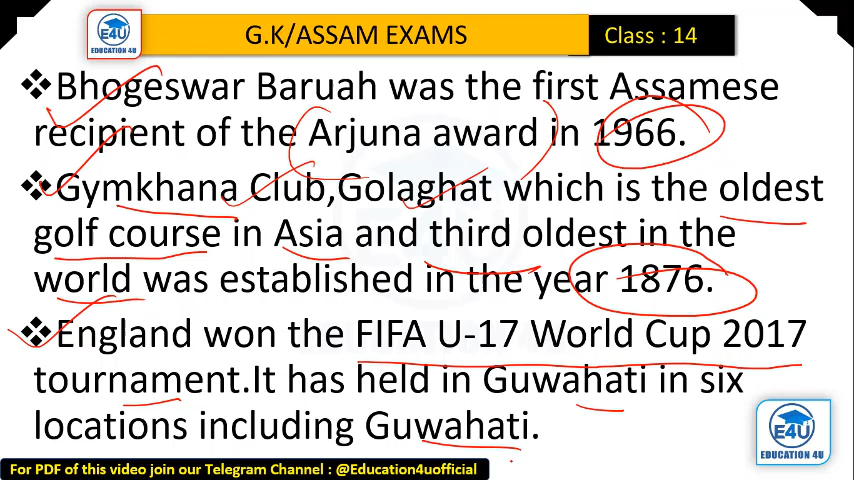 E4U
EDUCATION 4U
G.K/ASSAM EXAMS
Class : 14
❖Bhogeswar Baruah was the first Assamese
recipient of the Arjuna award in 1966.
❖Gymkhana Club,Golaghat which is the oldest
golf course in Asia and third oldest in the
world was established in the year 1876.
❖England won the FIFA U-17 World Cup 2017
tournament.It has held in Guwahati in six
locations including Guwahati.
E4U
EDUCATION 4U
For PDF of this video join our Telegram Channel : @Education4uofficial